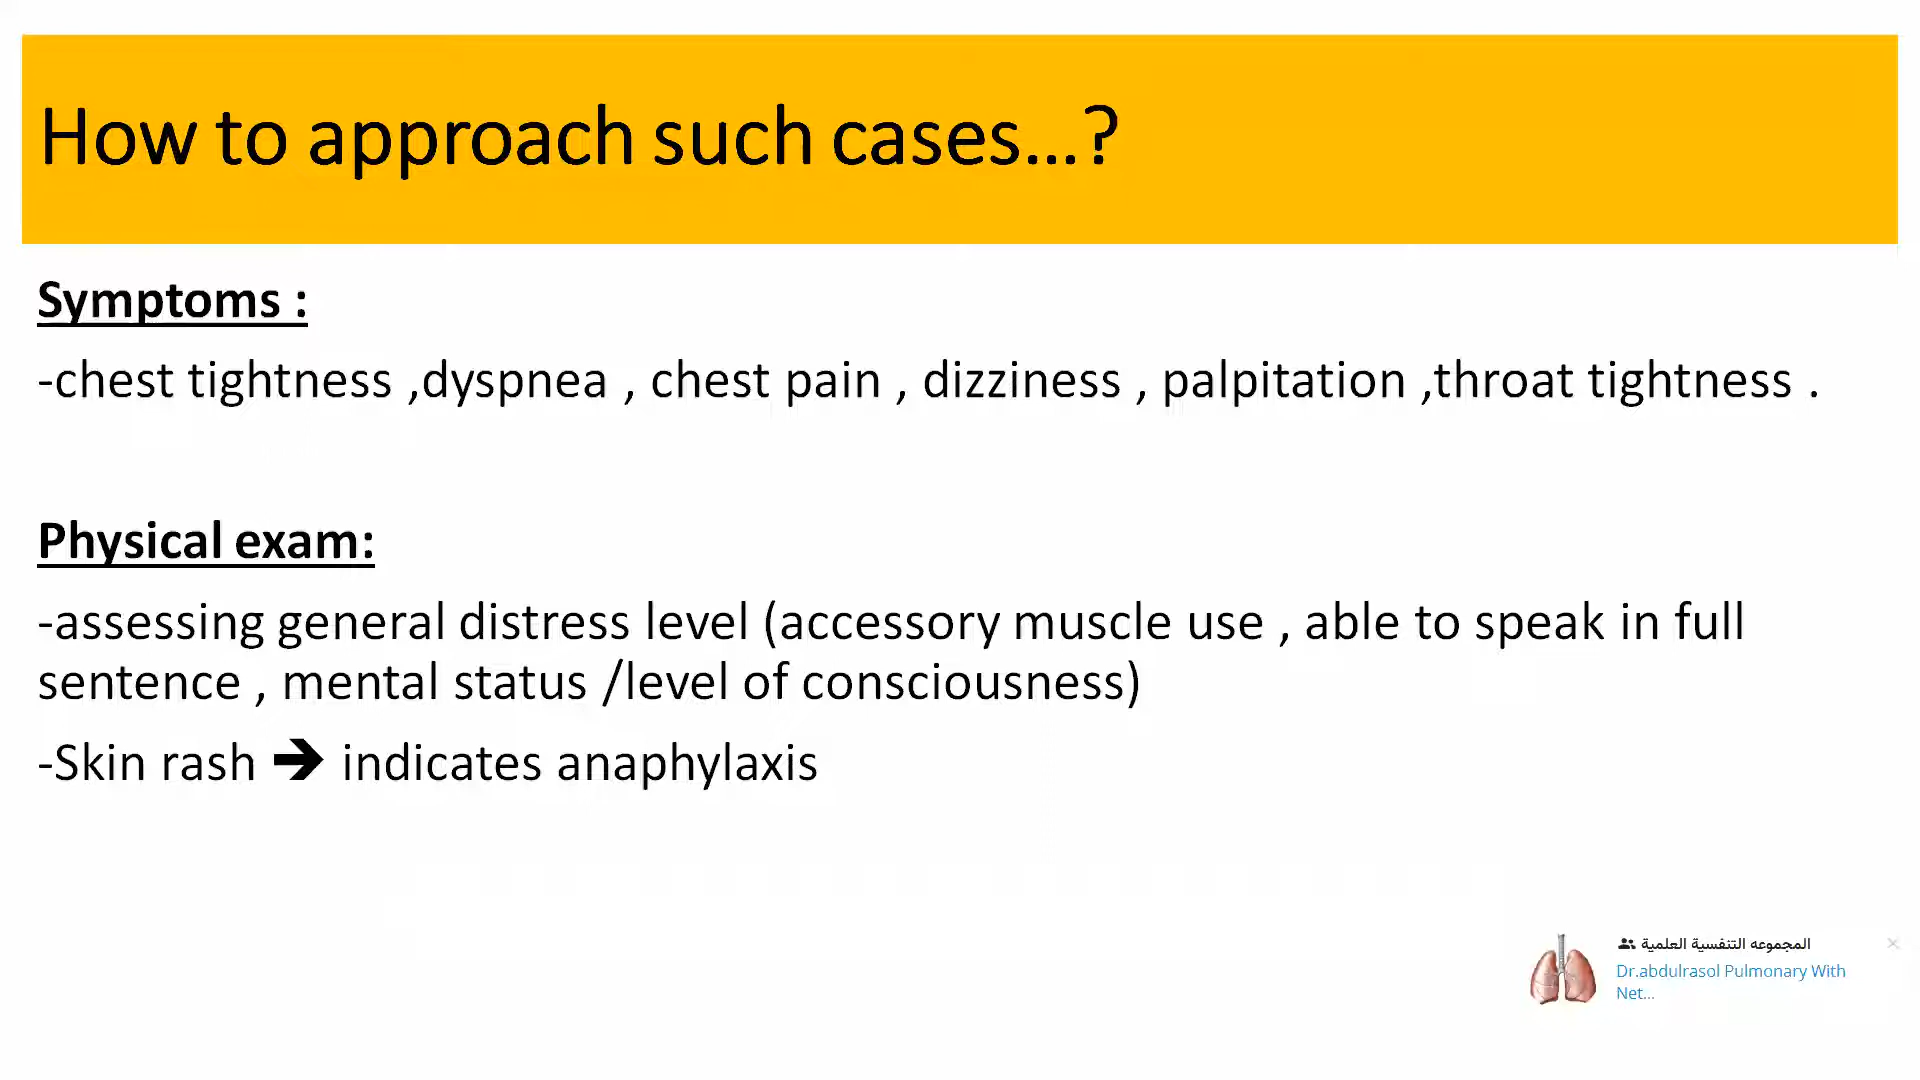 How to approach such cases...?
Symptoms :
-chest tightness ,dyspnea , chest pain , dizziness , palpitation ,throat tightness .
Physical exam:
-assessing general distress level (accessory muscle use , able to speak in full
sentence , mental status /level of consciousness)
-Skin rash ➔ indicates anaphylaxis
المجموعه التنفسية العلمية
Dr.abdulrasol Pulmonary With
Net...